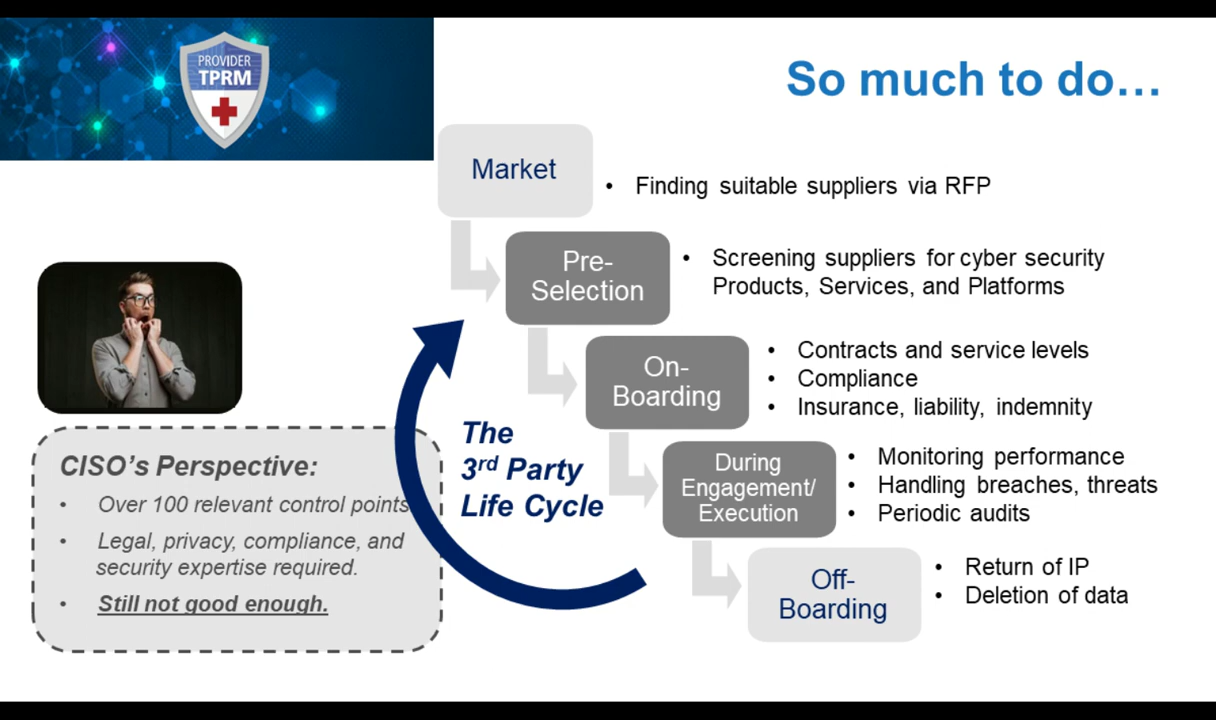 PROVIDER
TPRM
So much to do…
Market
• Finding suitable suppliers via RFP
Pre-
Selection
• Screening suppliers for cyber security
Products, Services, and Platforms
On-
Boarding
• Contracts and service levels
• Compliance
• Insurance, liability, indemnity
During
Engagement/
Execution
• Monitoring performance
• Handling breaches, threats
• Periodic audits
Off-
Boarding
• Return of IP
• Deletion of data
The
3rd Party
Life Cycle
CISO's Perspective:
• Over 100 relevant control points
• Legal, privacy, compliance, and
security expertise required.
• Still not good enough.